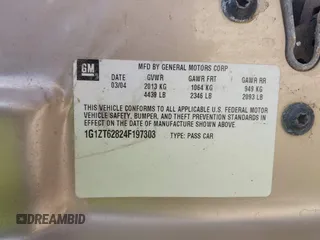 GM
MFD BY GENERAL MOTORS CORP
DATE GVWR GAWR FRT GAWR RR
03/04 2013 KG 1064 KG 949 KG
4439 LB 2346 LB 2093 LB
THIS VEHICLE CONFORMS TO ALL APPLICABLE U.S. FEDERAL MOTOR
VEHICLE SAFETY, BUMPER, AND THEFT PREVENTION STANDARDS IN
EFFECT ON THE DATE OF MANUFACTURE SHOWN ABOVE
1G1ZT62824F197303 TYPE: PASS CAR
DREAMBID